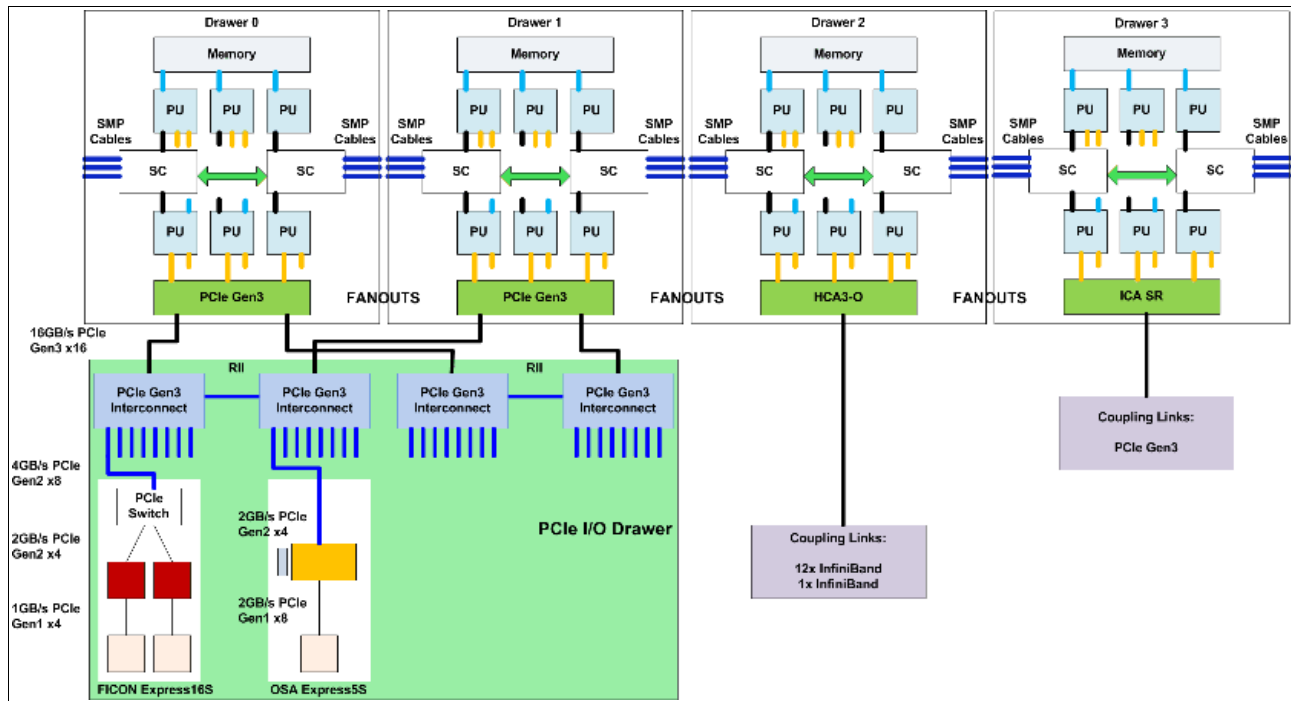 Drawer 0
Drawer 1
Drawer 2
Drawer 3
Memory
Memory
Memory
Memory
PU
PU
PU
PU
PU
PU
PU
PU
PU
PU
PU
PU
SMP
Cables
SMP
Cables
SMP
Cables
SMP
Cables
SMP
Cables
SMP
Cables
SMP
Cables
SMP
Cables
SC
SC
SC
SC
SC
SC
SC
SC
PU
PU
PU
PU
PU
PU
PU
PU
PU
PU
PU
PU
PCIe Gen3
FANOUTS
PCIe Gen3
FANOUTS
HCA3-O
FANOUTS
ICA SR
16GB/s PCIe
Gen3 x16
RII
RII
PCIe Gen3
Interconnect
PCIe Gen3
Interconnect
PCIe Gen3
Interconnect
PCIe Gen3
Interconnect
Coupling Links:
PCIe Gen3
4GB/s PCIe
Gen2 x8
PCIe
Switch
2GB/s PCIe
Gen2 x4
2GB/s PCIe
Gen2 x4
PCIe I/O Drawer
Coupling Links:
12x InfiniBand
1x InfiniBand
1GB/s PCIe
Gen1 x4
2GB/s PCIe
Gen1 x8
FICON Express16S
OSA Express5S